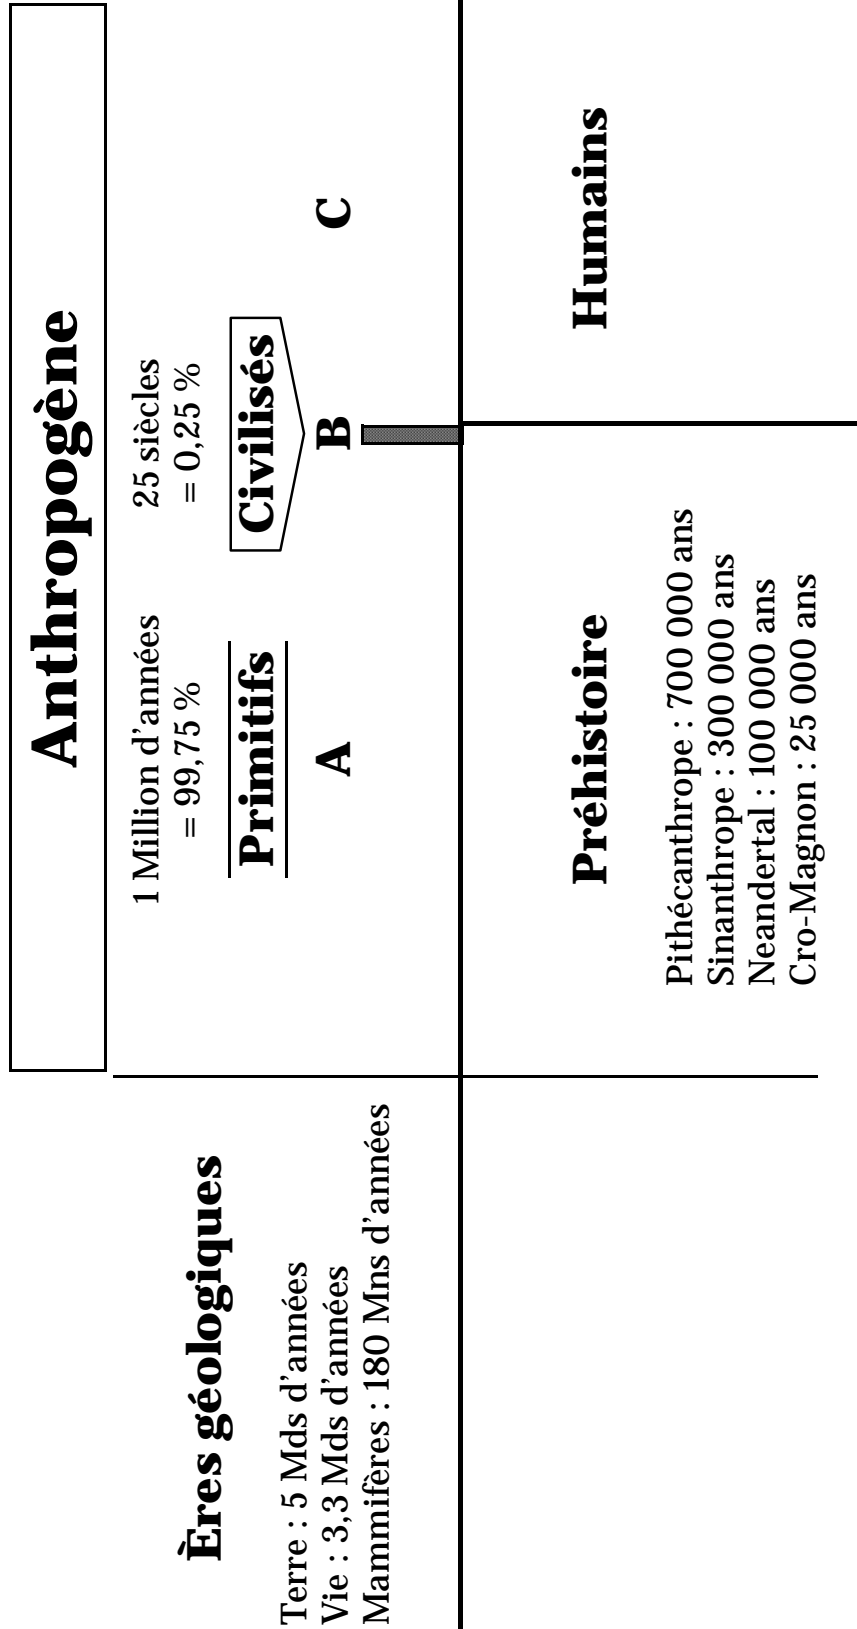 Anthropogène
Ères géologiques
Terre : 5 Mds d'années
Vie : 3,3 Mds d'années
Mammifères : 180 Mns d'années
1 Million d'années
= 99,75 %
Primitifs
A
25 siècles
= 0,25 %
Civilisés
B
C
Préhistoire
Pithécanthrope : 700 000 ans
Sinanthrope : 300 000 ans
Neandertal : 100 000 ans
Cro-Magnon : 25 000 ans
Humains